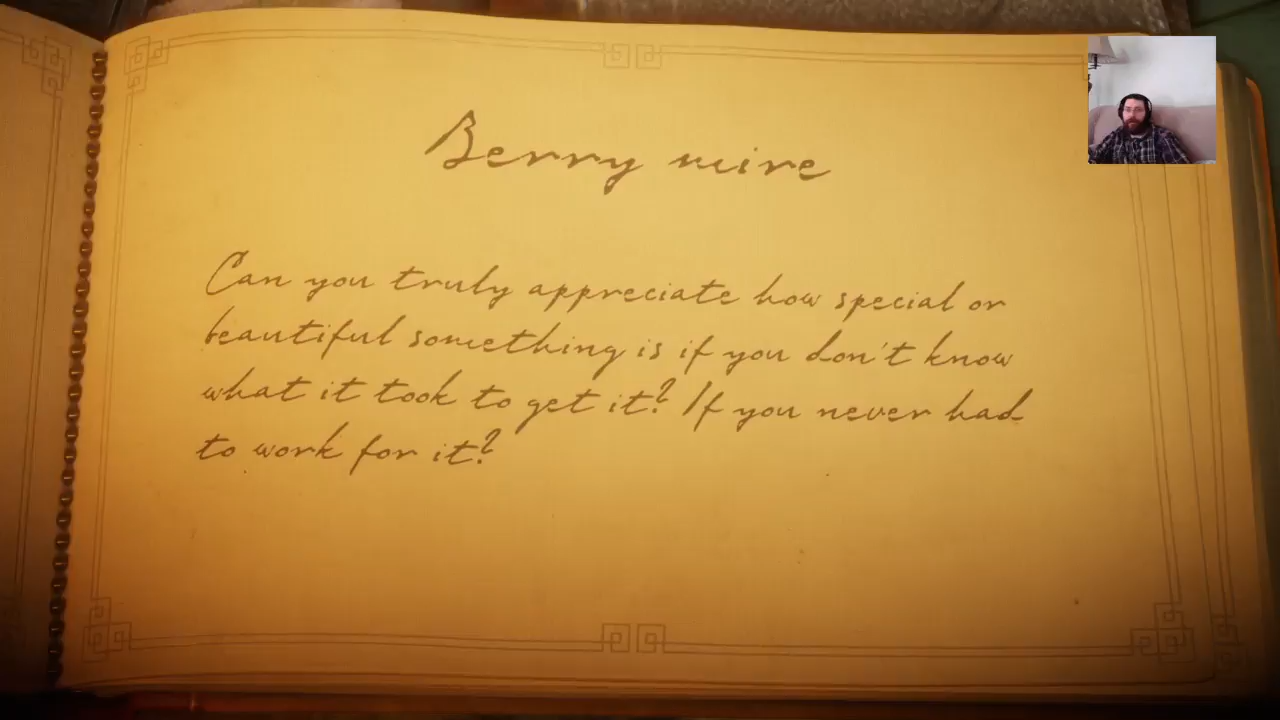 Berry mire
Can you truly appreciate how special or
beautiful something is if you don't know
what it took to get it? If you never had
to work for it?